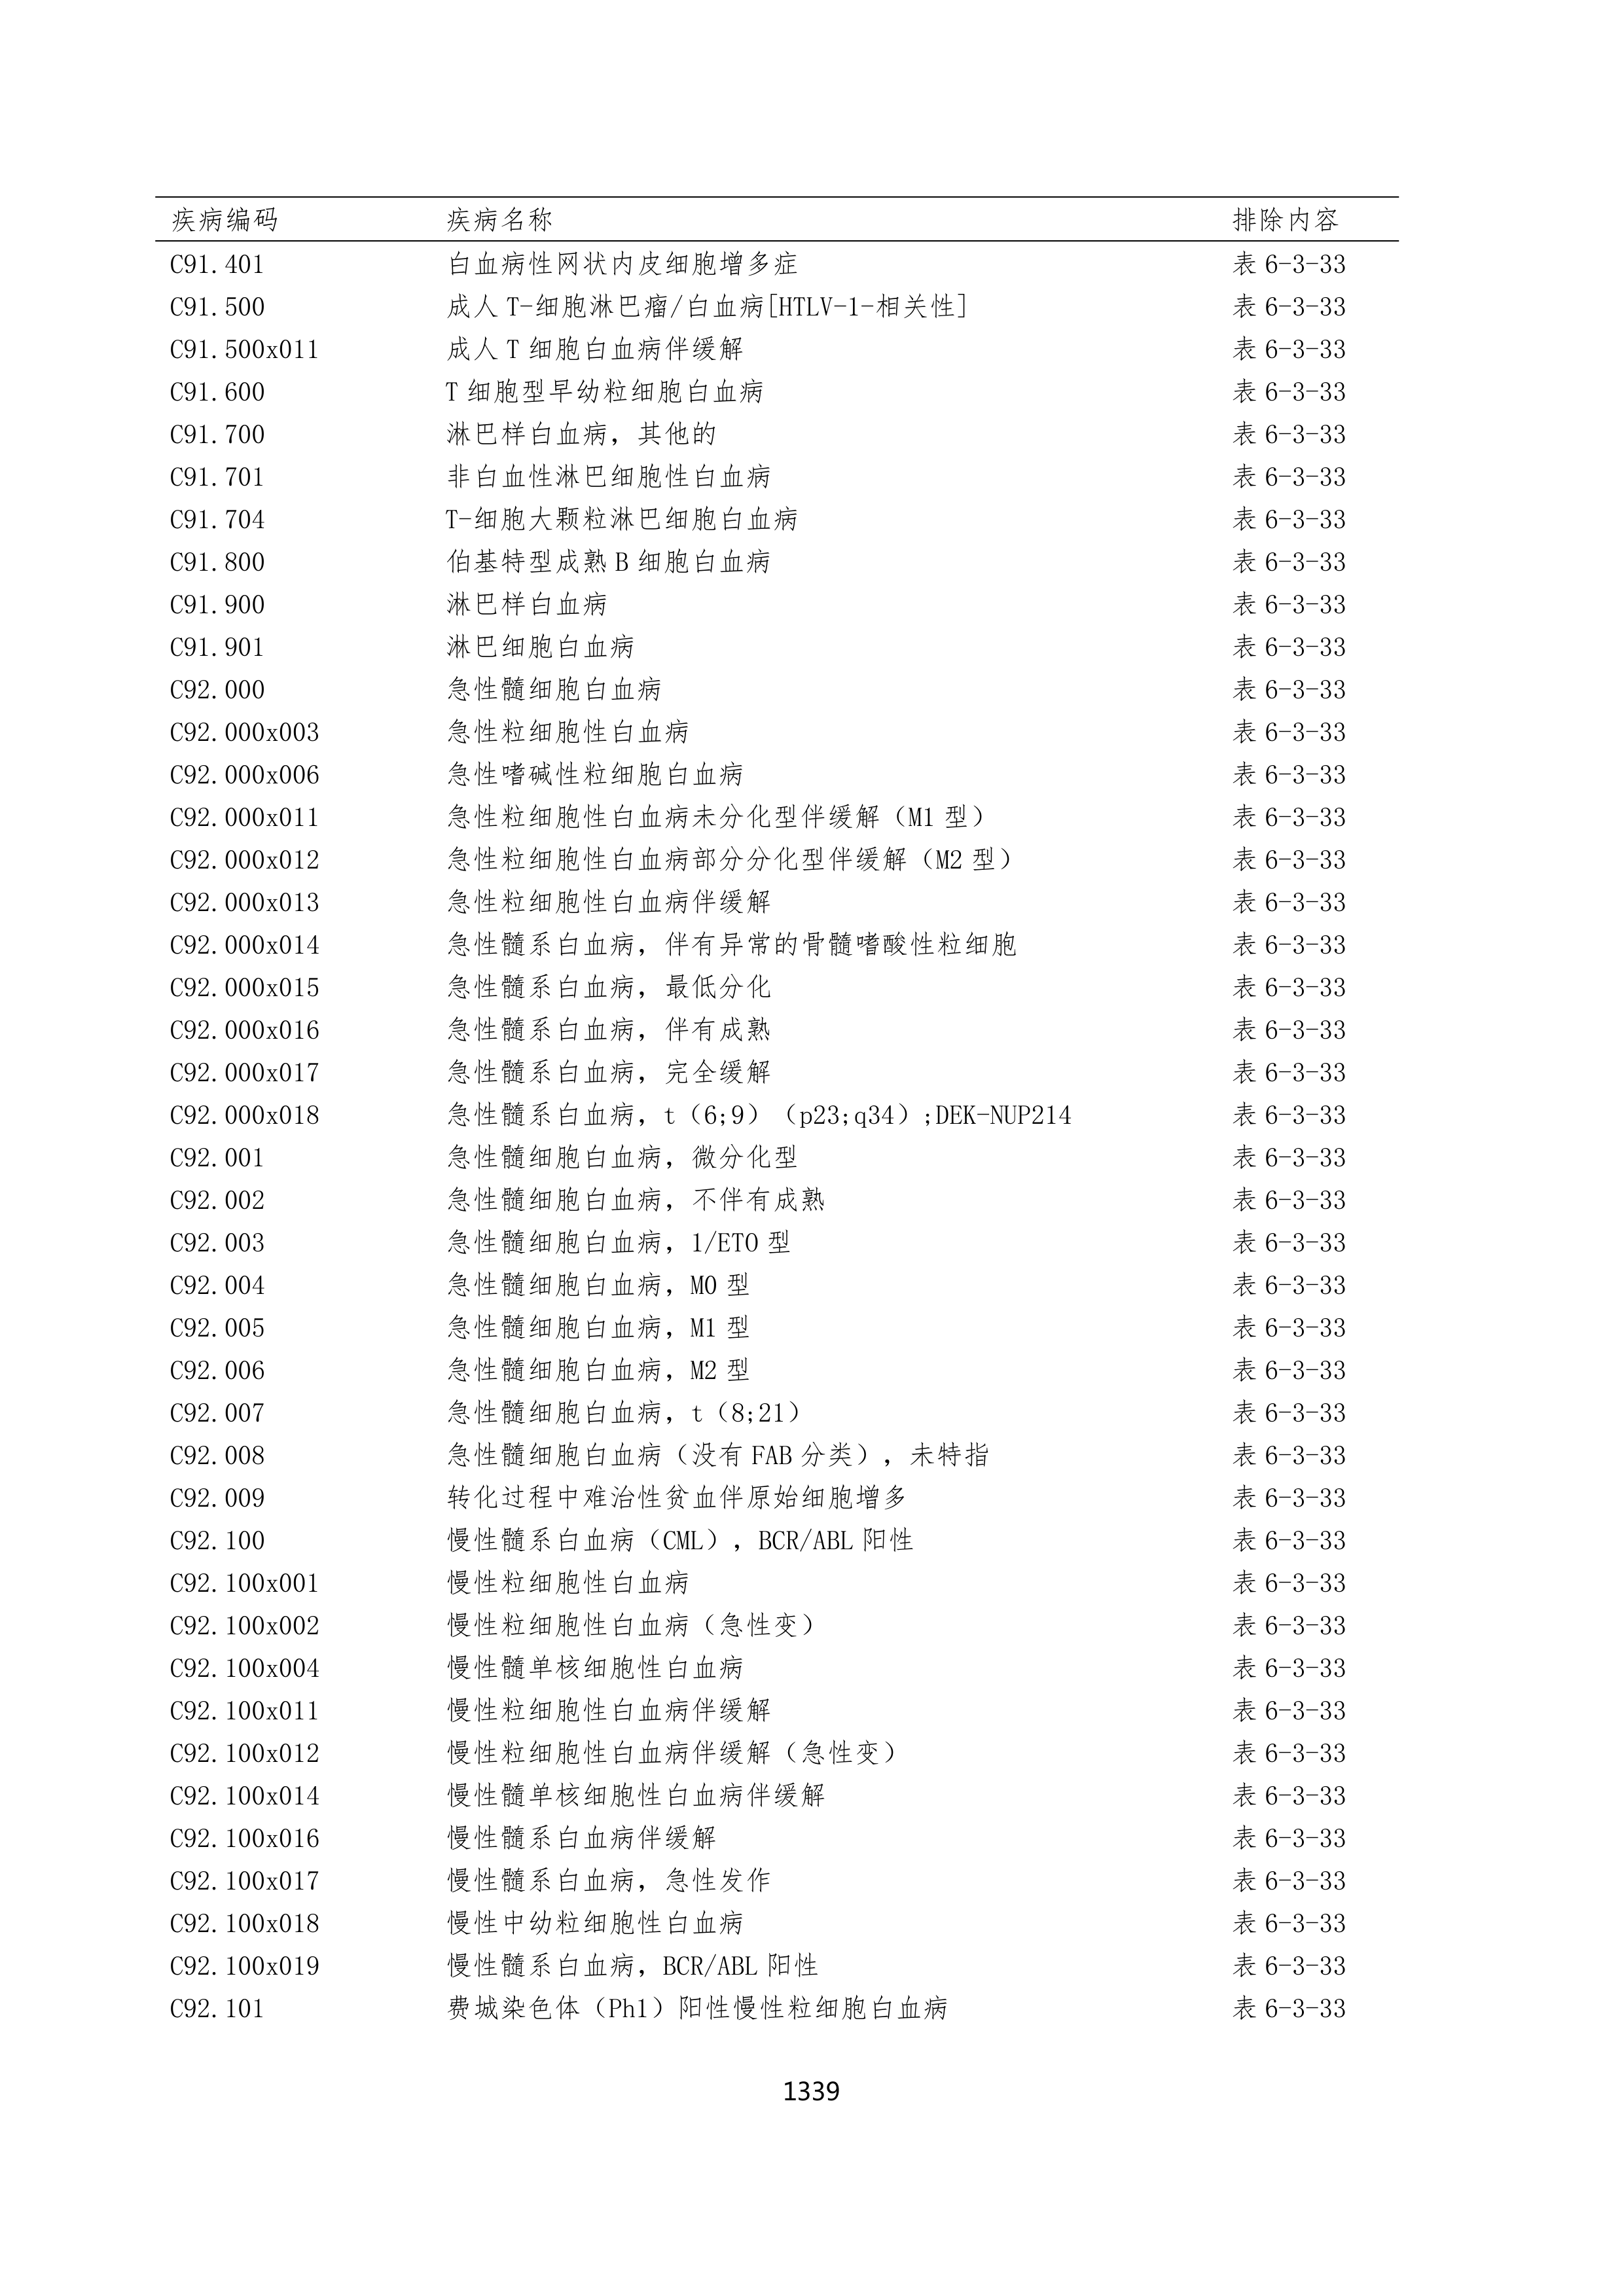 疾病编码 疾病名称 排除内容
C91.401 白血病性网状内皮细胞增多症 表 6-3-33
C91.500 成人 T-细胞淋巴瘤/白血病[HTLV-1-相关性] 表 6-3-33
C91.500x011 成人 T 细胞白血病伴缓解 表 6-3-33
C91.600 T 细胞型早幼粒细胞白血病 表 6-3-33
C91.700 淋巴样白血病，其他的 表 6-3-33
C91.701 非白血性淋巴细胞性白血病 表 6-3-33
C91.704 T-细胞大颗粒淋巴细胞白血病 表 6-3-33
C91.800 伯基特型成熟 B 细胞白血病 表 6-3-33
C91.900 淋巴样白血病 表 6-3-33
C91.901 淋巴细胞白血病 表 6-3-33
C92.000 急性髓细胞白血病 表 6-3-33
C92.000x003 急性粒细胞性白血病 表 6-3-33
C92.000x006 急性嗜碱性粒细胞白血病 表 6-3-33
C92.000x011 急性粒细胞性白血病未分化型伴缓解（M1 型） 表 6-3-33
C92.000x012 急性粒细胞性白血病部分分化型伴缓解（M2 型） 表 6-3-33
C92.000x013 急性粒细胞性白血病伴缓解 表 6-3-33
C92.000x014 急性髓系白血病，伴有异常的骨髓嗜酸性粒细胞 表 6-3-33
C92.000x015 急性髓系白血病，最低分化 表 6-3-33
C92.000x016 急性髓系白血病，伴有成熟 表 6-3-33
C92.000x017 急性髓系白血病，完全缓解 表 6-3-33
C92.000x018 急性髓系白血病，t（6;9）（p23;q34）;DEK-NUP214 表 6-3-33
C92.001 急性髓细胞白血病，微分化型 表 6-3-33
C92.002 急性髓细胞白血病，不伴有成熟 表 6-3-33
C92.003 急性髓细胞白血病，1/ETO 型 表 6-3-33
C92.004 急性髓细胞白血病，M0 型 表 6-3-33
C92.005 急性髓细胞白血病，M1 型 表 6-3-33
C92.006 急性髓细胞白血病，M2 型 表 6-3-33
C92.007 急性髓细胞白血病，t（8;21） 表 6-3-33
C92.008 急性髓细胞白血病（没有 FAB 分类），未特指 表 6-3-33
C92.009 转化过程中难治性贫血伴原始细胞增多 表 6-3-33
C92.100 慢性髓系白血病（CML），BCR/ABL 阳性 表 6-3-33
C92.100x001 慢性粒细胞性白血病 表 6-3-33
C92.100x002 慢性粒细胞性白血病（急性变） 表 6-3-33
C92.100x004 慢性髓单核细胞性白血病 表 6-3-33
C92.100x011 慢性粒细胞性白血病伴缓解 表 6-3-33
C92.100x012 慢性粒细胞性白血病伴缓解（急性变） 表 6-3-33
C92.100x014 慢性髓单核细胞性白血病伴缓解 表 6-3-33
C92.100x016 慢性髓系白血病伴缓解 表 6-3-33
C92.100x017 慢性髓系白血病，急性发作 表 6-3-33
C92.100x018 慢性中幼粒细胞性白血病 表 6-3-33
C92.100x019 慢性髓系白血病，BCR/ABL 阳性 表 6-3-33
C92.101 费城染色体（Ph1）阳性慢性粒细胞白血病 表 6-3-33
1339